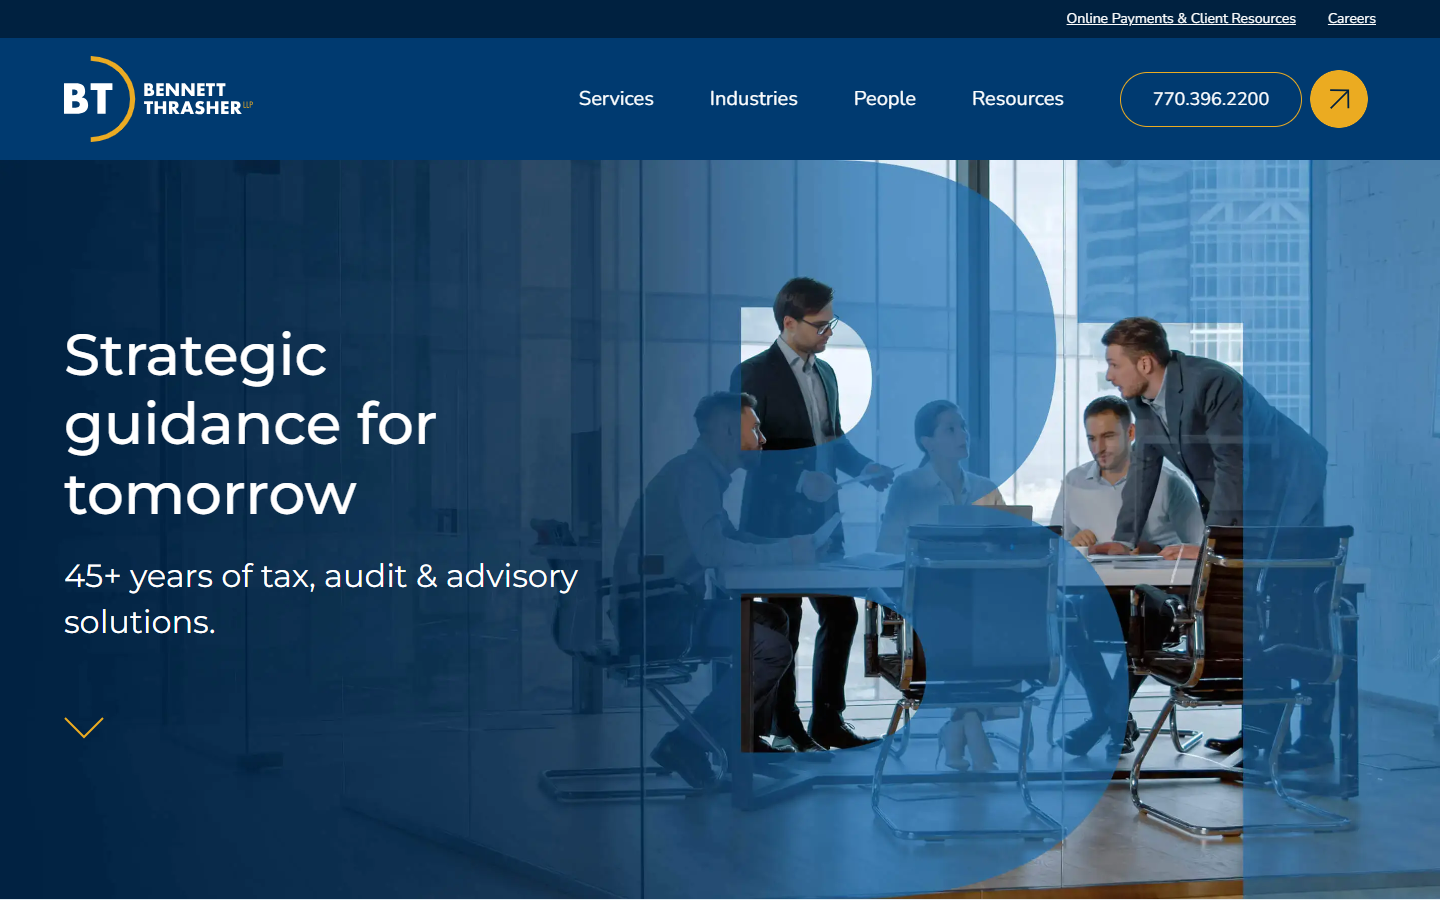 Online Payments & Client Resources
Careers
BT
BENNETT
THRASHER LLP
Services
Industries
People
Resources
770.396.2200
Strategic
guidance for
tomorrow
45+ years of tax, audit & advisory
solutions.